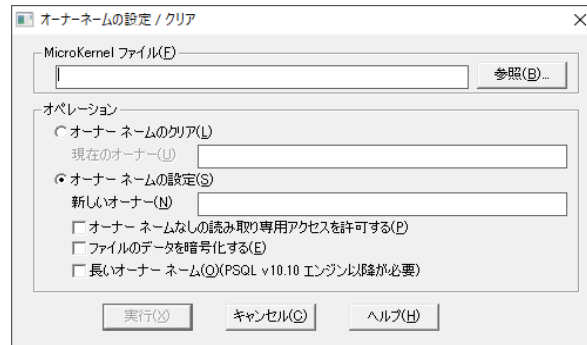 オーナーネームの設定 / クリア
MicroKernel ファイル(F)
参照(B)...
オペレーション
オーナー ネームのクリア(L)
現在のオーナー(U)
オーナー ネームの設定(S)
新しいオーナー(N)
オーナー ネームなしの読み取り専用アクセスを許可する(P)
ファイルのデータを暗号化する(E)
長いオーナー ネーム(O)(PSQL v10.10 エンジン以降が必要)
実行(X) キャンセル(C) ヘルプ(H)